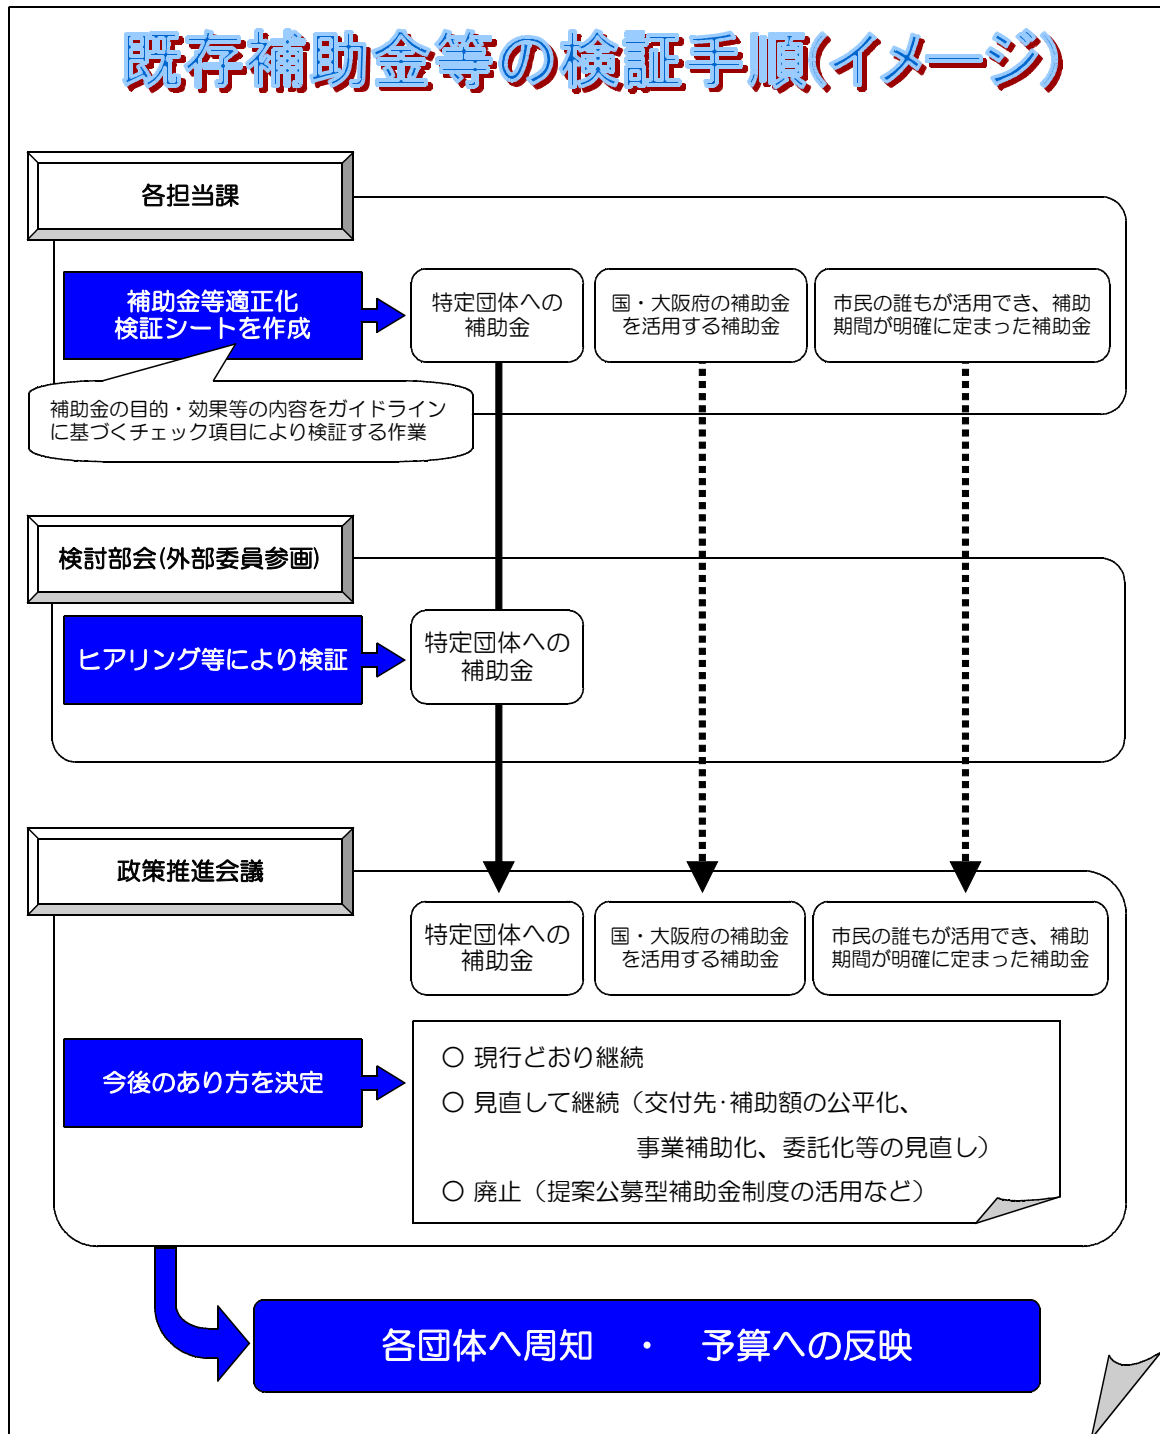 既存補助金等の検証手順(イメージ)
各担当課
補助金等適正化
検証シートを作成
特定団体への
補助金
国・大阪府の補助金
を活用する補助金
市民の誰もが活用でき、補助
期間が明確に定まった補助金
補助金の目的・効果等の内容をガイドライン
に基づくチェック項目により検証する作業
検討部会(外部委員参画)
ヒアリング等により検証
特定団体への
補助金
政策推進会議
特定団体への
補助金
国・大阪府の補助金
を活用する補助金
市民の誰もが活用でき、補助
期間が明確に定まった補助金
今後のあり方を決定
○ 現行どおり継続
○ 見直して継続（交付先・補助額の公平化、
事業補助化、委託化等の見直し）
○ 廃止（提案公募型補助金制度の活用など）
各団体へ周知　・　予算への反映